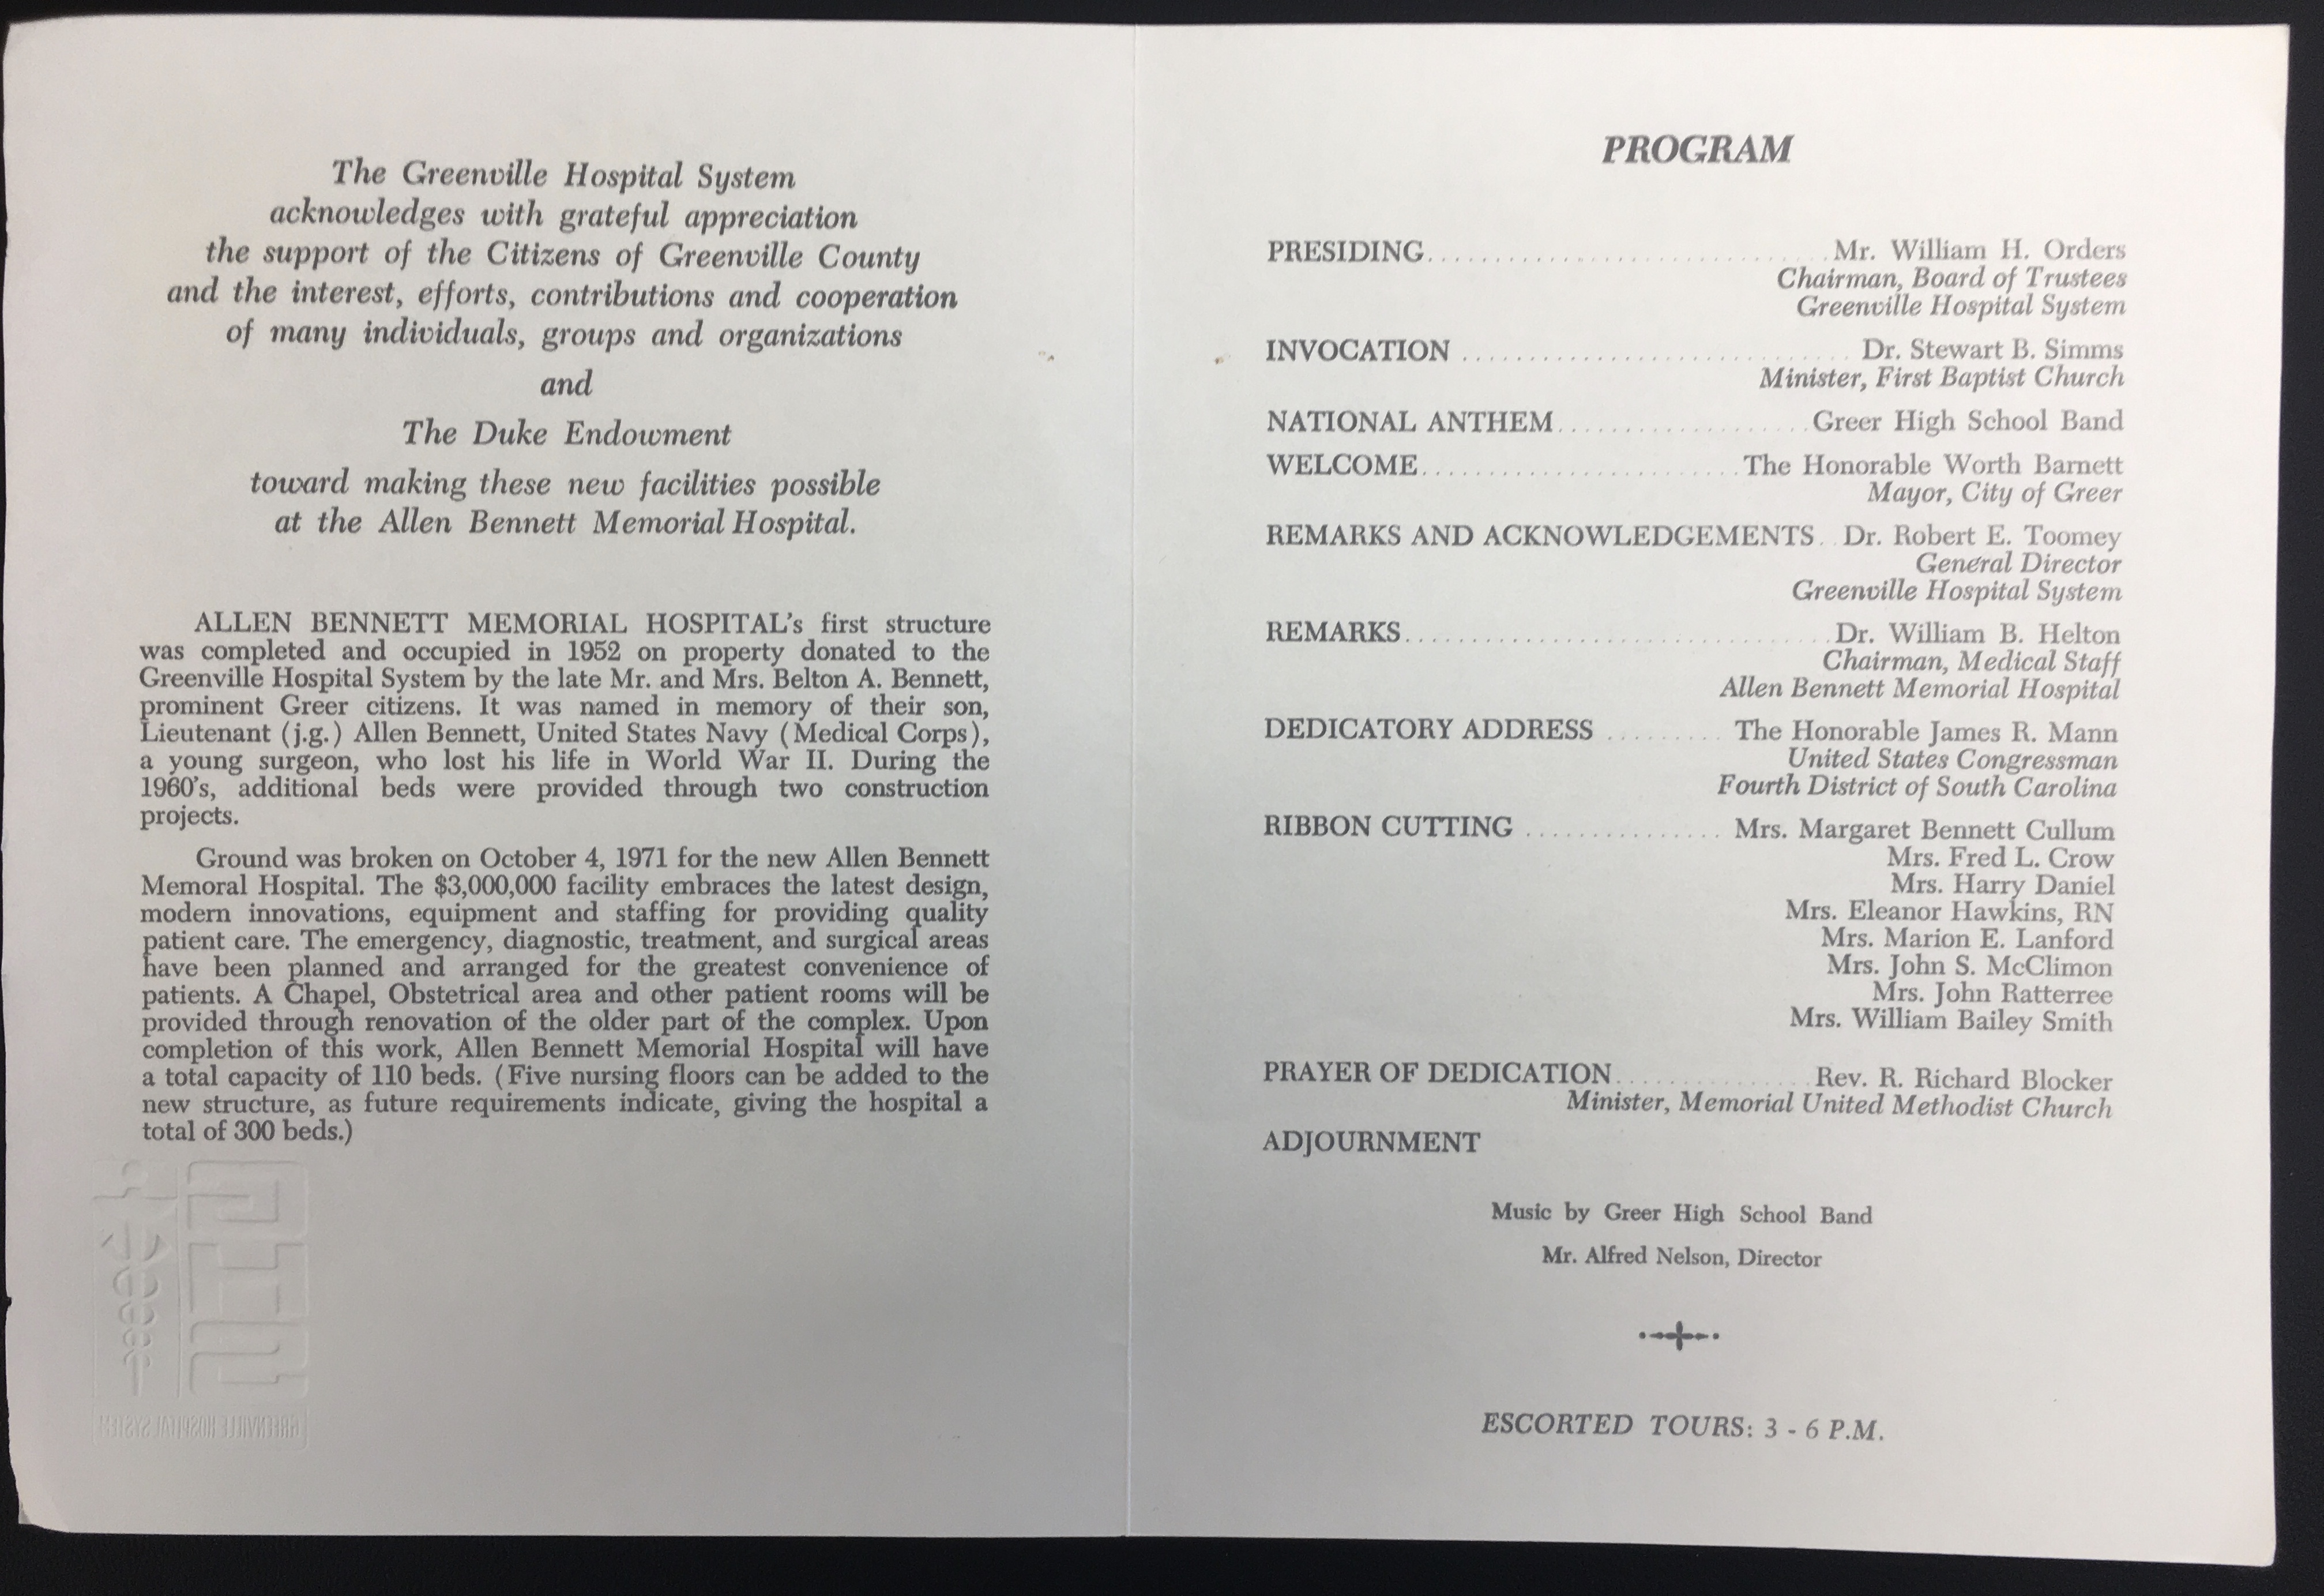 The Greenville Hospital System
acknowledges with grateful appreciation
the support of the Citizens of Greenville County
and the interest, efforts, contributions and cooperation
of many individuals, groups and organizations
and
The Duke Endowment
toward making these new facilities possible
at the Allen Bennett Memorial Hospital.
ALLEN BENNETT MEMORIAL HOSPITAL's first structure
was completed and occupied in 1952 on property donated to the
Greenville Hospital System by the late Mr. and Mrs. Belton A. Bennett,
prominent Greer citizens. It was named in memory of their son,
Lieutenant (j.g.) Allen Bennett, United States Navy (Medical Corps),
a young surgeon, who lost his life in World War II. During the
1960's, additional beds were provided through two construction
projects.
Ground was broken on October 4, 1971 for the new Allen Bennett
Memoral Hospital. The $3,000,000 facility embraces the latest design,
modern innovations, equipment and staffing for providing quality
patient care. The emergency, diagnostic, treatment, and surgical areas
have been planned and arranged for the greatest convenience of
patients. A Chapel, Obstetrical area and other patient rooms will be
provided through renovation of the older part of the complex. Upon
completion of this work, Allen Bennett Memorial Hospital will have
a total capacity of 110 beds. (Five nursing floors can be added to the
new structure, as future requirements indicate, giving the hospital a
total of 300 beds.)
GREENVILLE HOSPITAL SYSTEM
PROGRAM
PRESIDING.............................. Mr. William H. Orders
Chairman, Board of Trustees
Greenville Hospital System
INVOCATION ............................. Dr. Stewart B. Simms
Minister, First Baptist Church
NATIONAL ANTHEM................... Greer High School Band
WELCOME........................ The Honorable Worth Barnett
Mayor, City of Greer
REMARKS AND ACKNOWLEDGEMENTS.. Dr. Robert E. Toomey
General Director
Greenville Hospital System
REMARKS................................ Dr. William B. Helton
Chairman, Medical Staff
Allen Bennett Memorial Hospital
DEDICATORY ADDRESS ......... The Honorable James R. Mann
United States Congressman
Fourth District of South Carolina
RIBBON CUTTING ............... Mrs. Margaret Bennett Cullum
Mrs. Fred L. Crow
Mrs. Harry Daniel
Mrs. Eleanor Hawkins, RN
Mrs. Marion E. Lanford
Mrs. John S. McClimon
Mrs. John Ratterree
Mrs. William Bailey Smith
PRAYER OF DEDICATION............... Rev. R. Richard Blocker
Minister, Memorial United Methodist Church
ADJOURNMENT
Music by Greer High School Band
Mr. Alfred Nelson, Director
ESCORTED TOURS: 3 - 6 P.M.